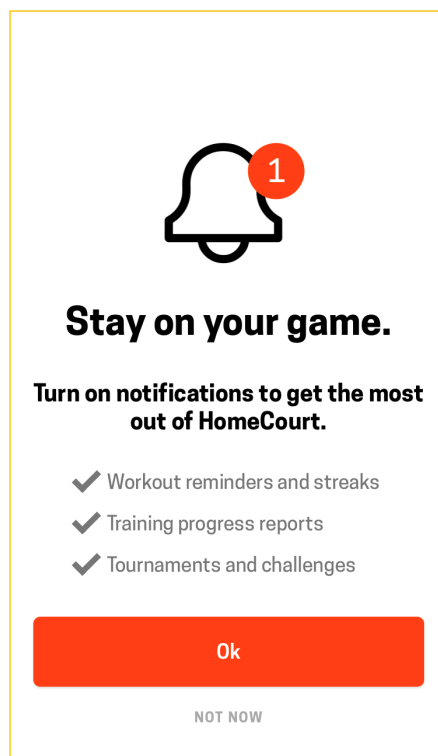 1
Stay on your game.
Turn on notifications to get the most
out of HomeCourt.
Workout reminders and streaks
Training progress reports
Tournaments and challenges
Ok
NOT NOW